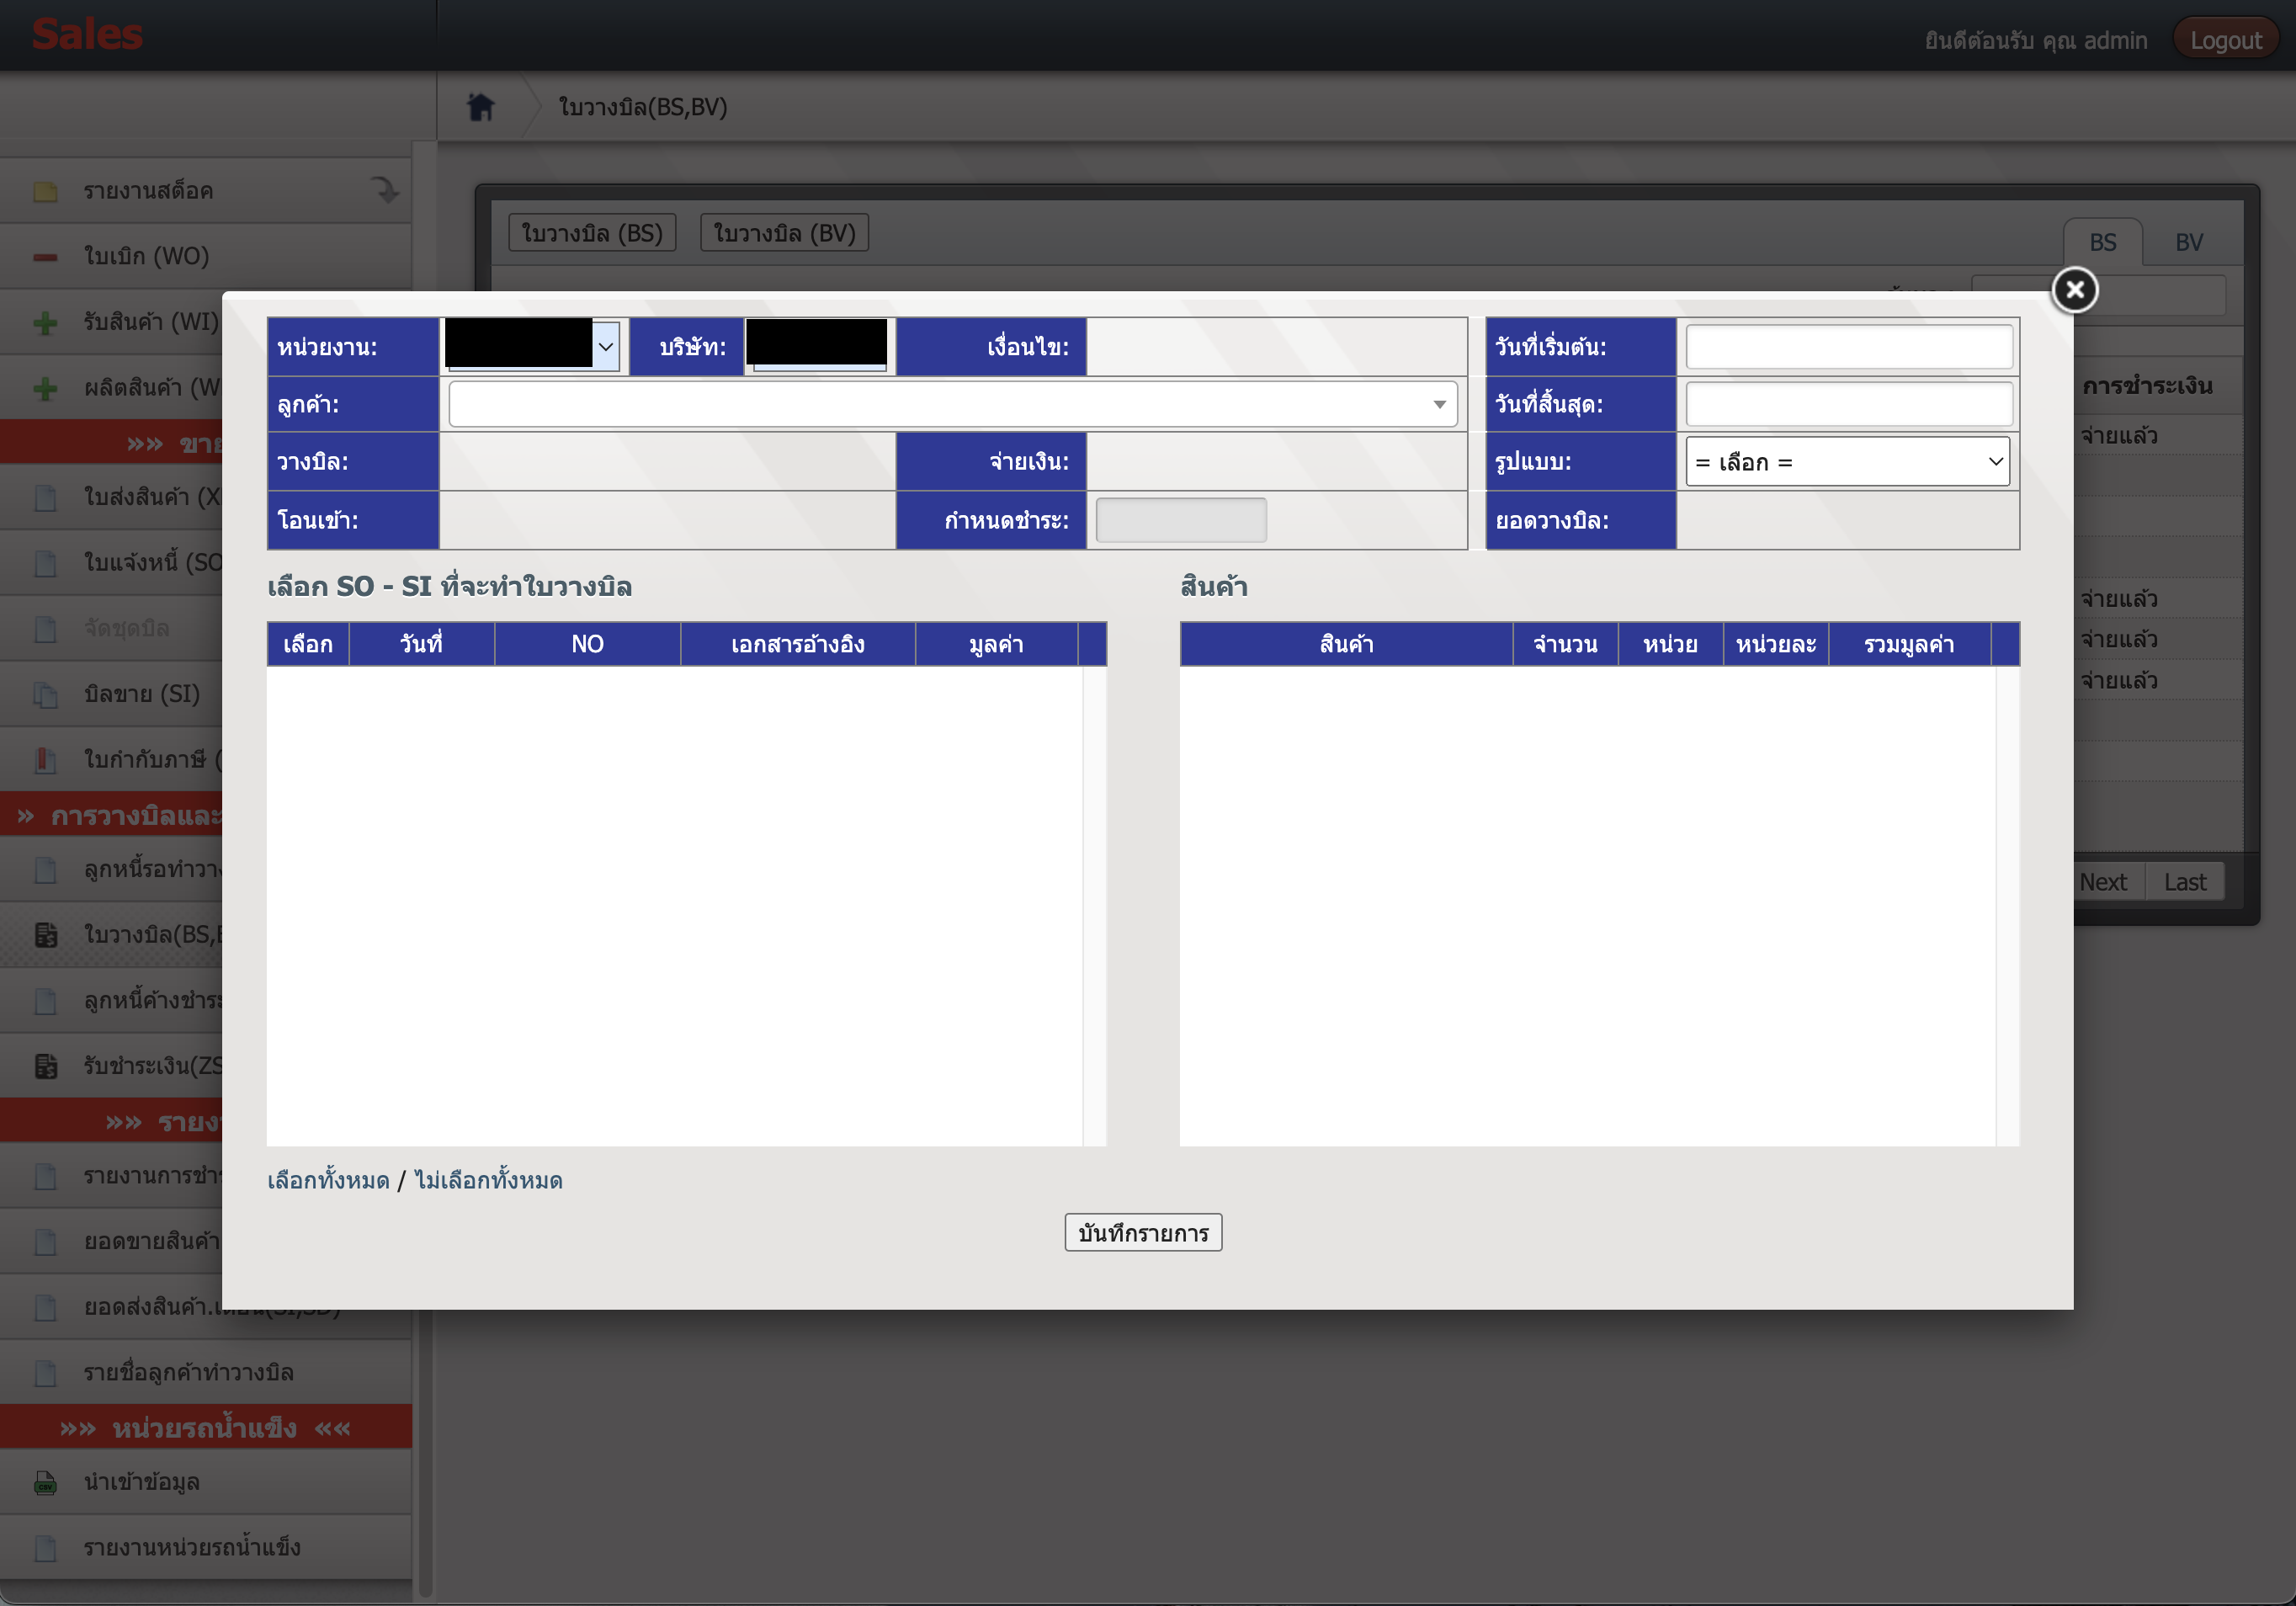 Sales
ยินดีต้อนรับ คุณ admin
Logout
ใบวางบิล(BS,BV)
รายงานสต็อค
ใบเบิก (WO)
รับสินค้า (WI)
ผลิตสินค้า (W
»» ขาย
ใบส่งสินค้า (X
ใบแจ้งหนี้ (SO
จัดชุดบิล
บิลขาย (SI)
ใบกำกับภาษี (
» การวางบิลและ
ลูกหนี้รอทำวาง
ใบวางบิล(BS,B
ลูกหนี้ค้างชำระ
รับชำระเงิน(ZS
»» รายงา
รายงานการชำร
ยอดขายสินค้า
ยอดส่งสินค้า.เดือน(SI,SD)
รายชื่อลูกค้าทำวางบิล
»» หน่วยรถน้ำแข็ง ««
นำเข้าข้อมูล
รายงานหน่วยรถน้ำแข็ง
ใบวางบิล (BS) ใบวางบิล (BV)
BS BV
หน่วยงาน: บริษัท: เงื่อนไข: วันที่เริ่มต้น:
ลูกค้า: วันที่สิ้นสุด:
วางบิล: จ่ายเงิน: รูปแบบ: = เลือก =
โอนเข้า: กำหนดชำระ: ยอดวางบิล:
เลือก SO - SI ที่จะทำใบวางบิล
เลือก วันที่ NO เอกสารอ้างอิง มูลค่า
สินค้า
สินค้า จำนวน หน่วย หน่วยละ รวมมูลค่า
เลือกทั้งหมด / ไม่เลือกทั้งหมด
บันทึกรายการ
การชำระเงิน
จ่ายแล้ว
จ่ายแล้ว
จ่ายแล้ว
จ่ายแล้ว
Next Last